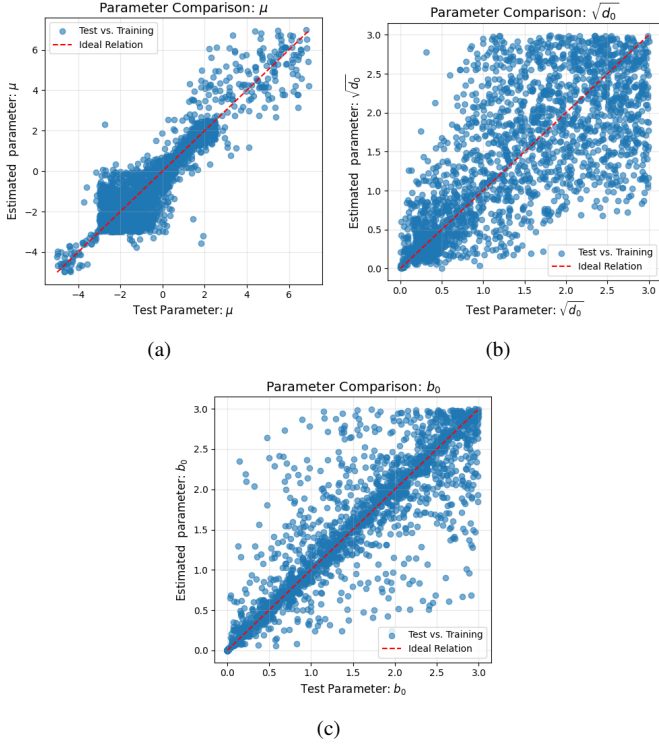 Parameter Comparison: μ
Test vs. Training
Ideal Relation
Estimated parameter: μ
6
4
2
0
−2
−4
−4
−2
0
2
4
6
Test Parameter: μ
(a)
Parameter Comparison: √d₀
Estimated parameter: √d₀
3.0
2.5
2.0
1.5
1.0
0.5
0.0
Test vs. Training
Ideal Relation
0.0
0.5
1.0
1.5
2.0
2.5
3.0
Test Parameter: √d₀
(b)
Parameter Comparison: b₀
Estimated parameter: b₀
3.0
2.5
2.0
1.5
1.0
0.5
0.0
Test vs. Training
Ideal Relation
0.0
0.5
1.0
1.5
2.0
2.5
3.0
Test Parameter: b₀
(c)